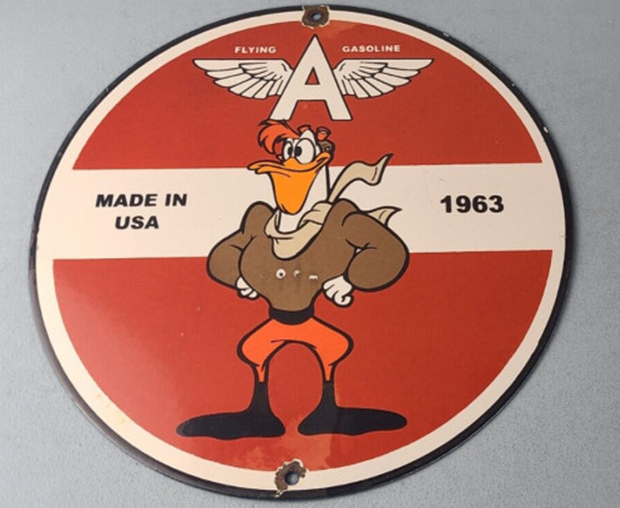 FLYING A GASOLINE
MADE IN
USA
1963